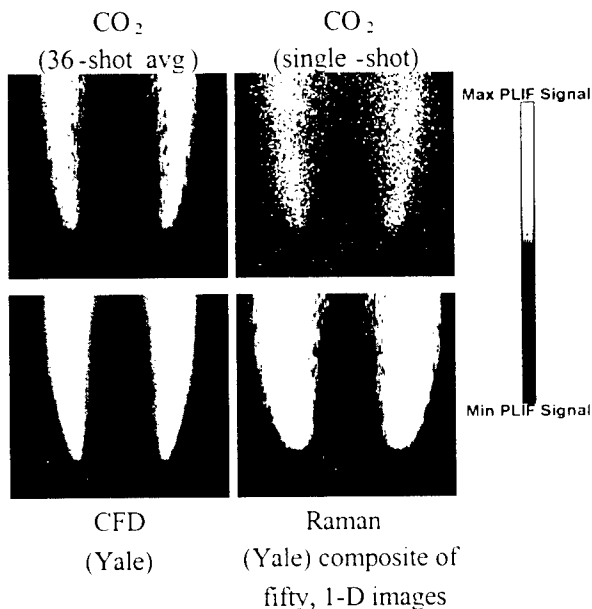 CO₂
(36-shot avg)
CO₂
(single-shot)
Max PLIF Signal
Min PLIF Signal
CFD
(Yale)
Raman
(Yale) composite of
fifty, 1-D images